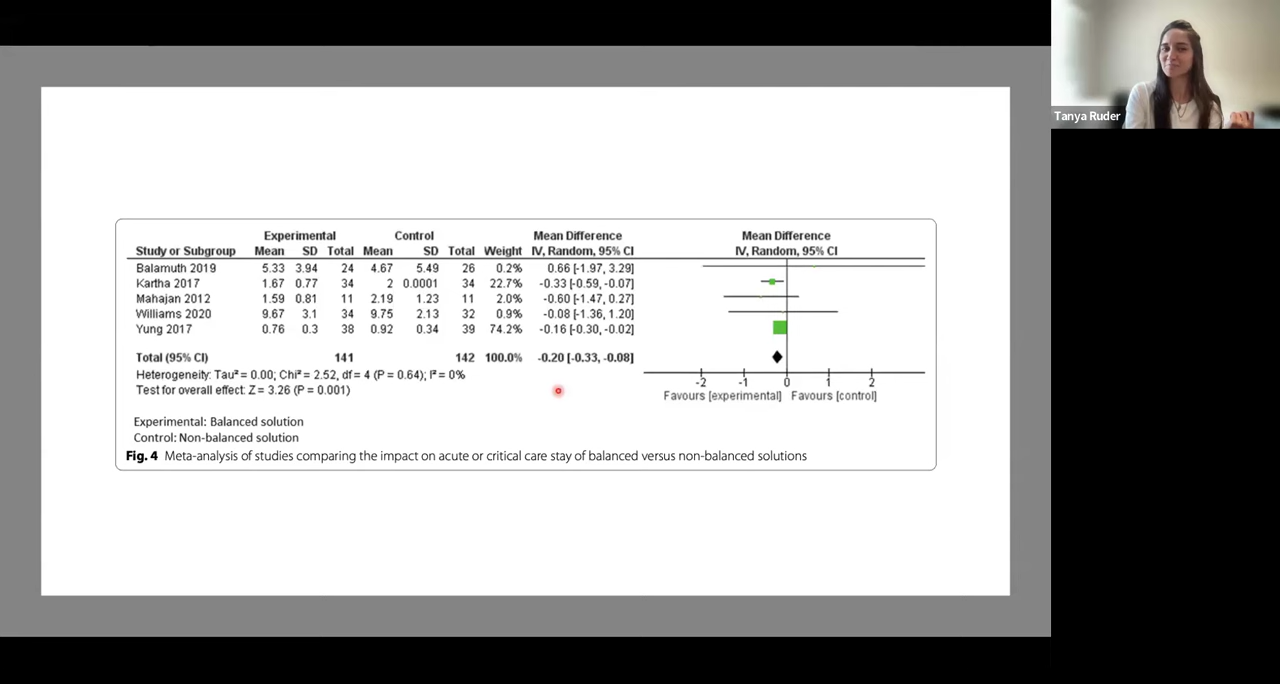 Tanya Ruder
Experimental Control Mean Difference Mean Difference
Study or Subgroup Mean SD Total Mean SD Total Weight IV, Random, 95% CI IV, Random, 95% CI
Balamuth 2019 5.33 3.94 24 4.67 5.49 26 0.2% 0.66 [-1.97, 3.29]
Kartha 2017 1.67 0.77 34 2 0.0001 34 22.7% -0.33 [-0.59, -0.07]
Mahajan 2012 1.59 0.81 11 2.19 1.23 11 2.0% -0.60 [-1.47, 0.27]
Williams 2020 9.67 3.1 34 9.75 2.13 32 0.9% -0.08 [-1.36, 1.20]
Yung 2017 0.76 0.3 38 0.92 0.34 39 74.2% -0.16 [-0.30, -0.02]
Total (95% CI) 141 142 100.0% -0.20 [-0.33, -0.08]
Heterogeneity: Tau² = 0.00; Chi² = 2.52, df = 4 (P = 0.64); I² = 0%
Test for overall effect: Z = 3.26 (P = 0.001)
-2 -1 0 1 2
Favours [experimental] Favours [control]
Experimental: Balanced solution
Control: Non-balanced solution
Fig. 4 Meta-analysis of studies comparing the impact on acute or critical care stay of balanced versus non-balanced solutions